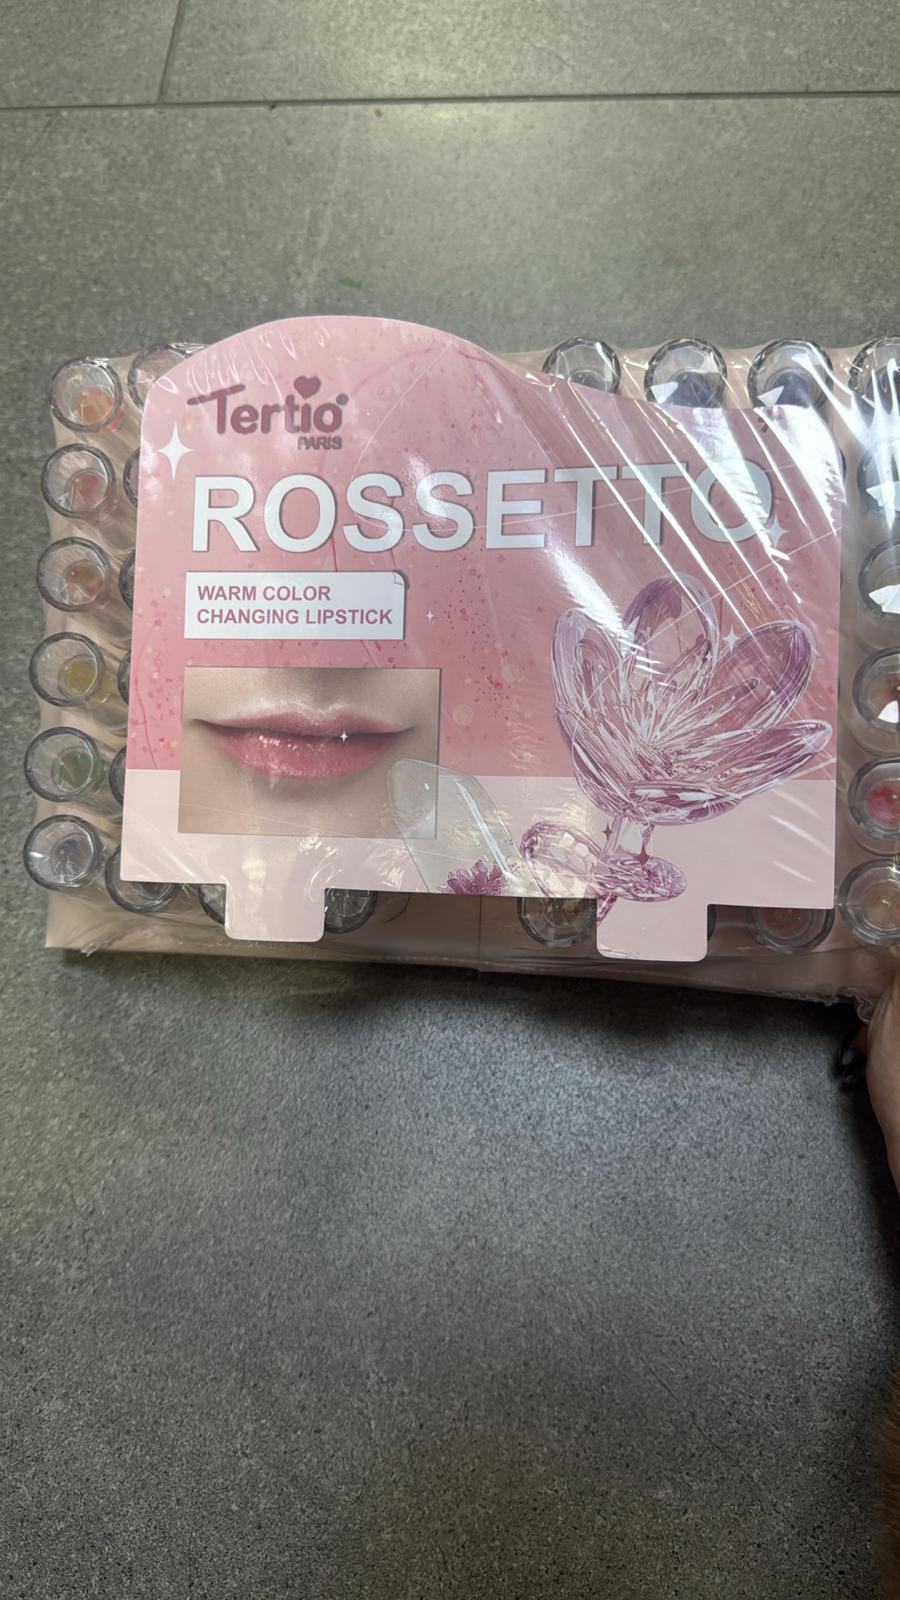 Tertio®
PARIS
ROSSETTO
WARM COLOR
CHANGING LIPSTICK